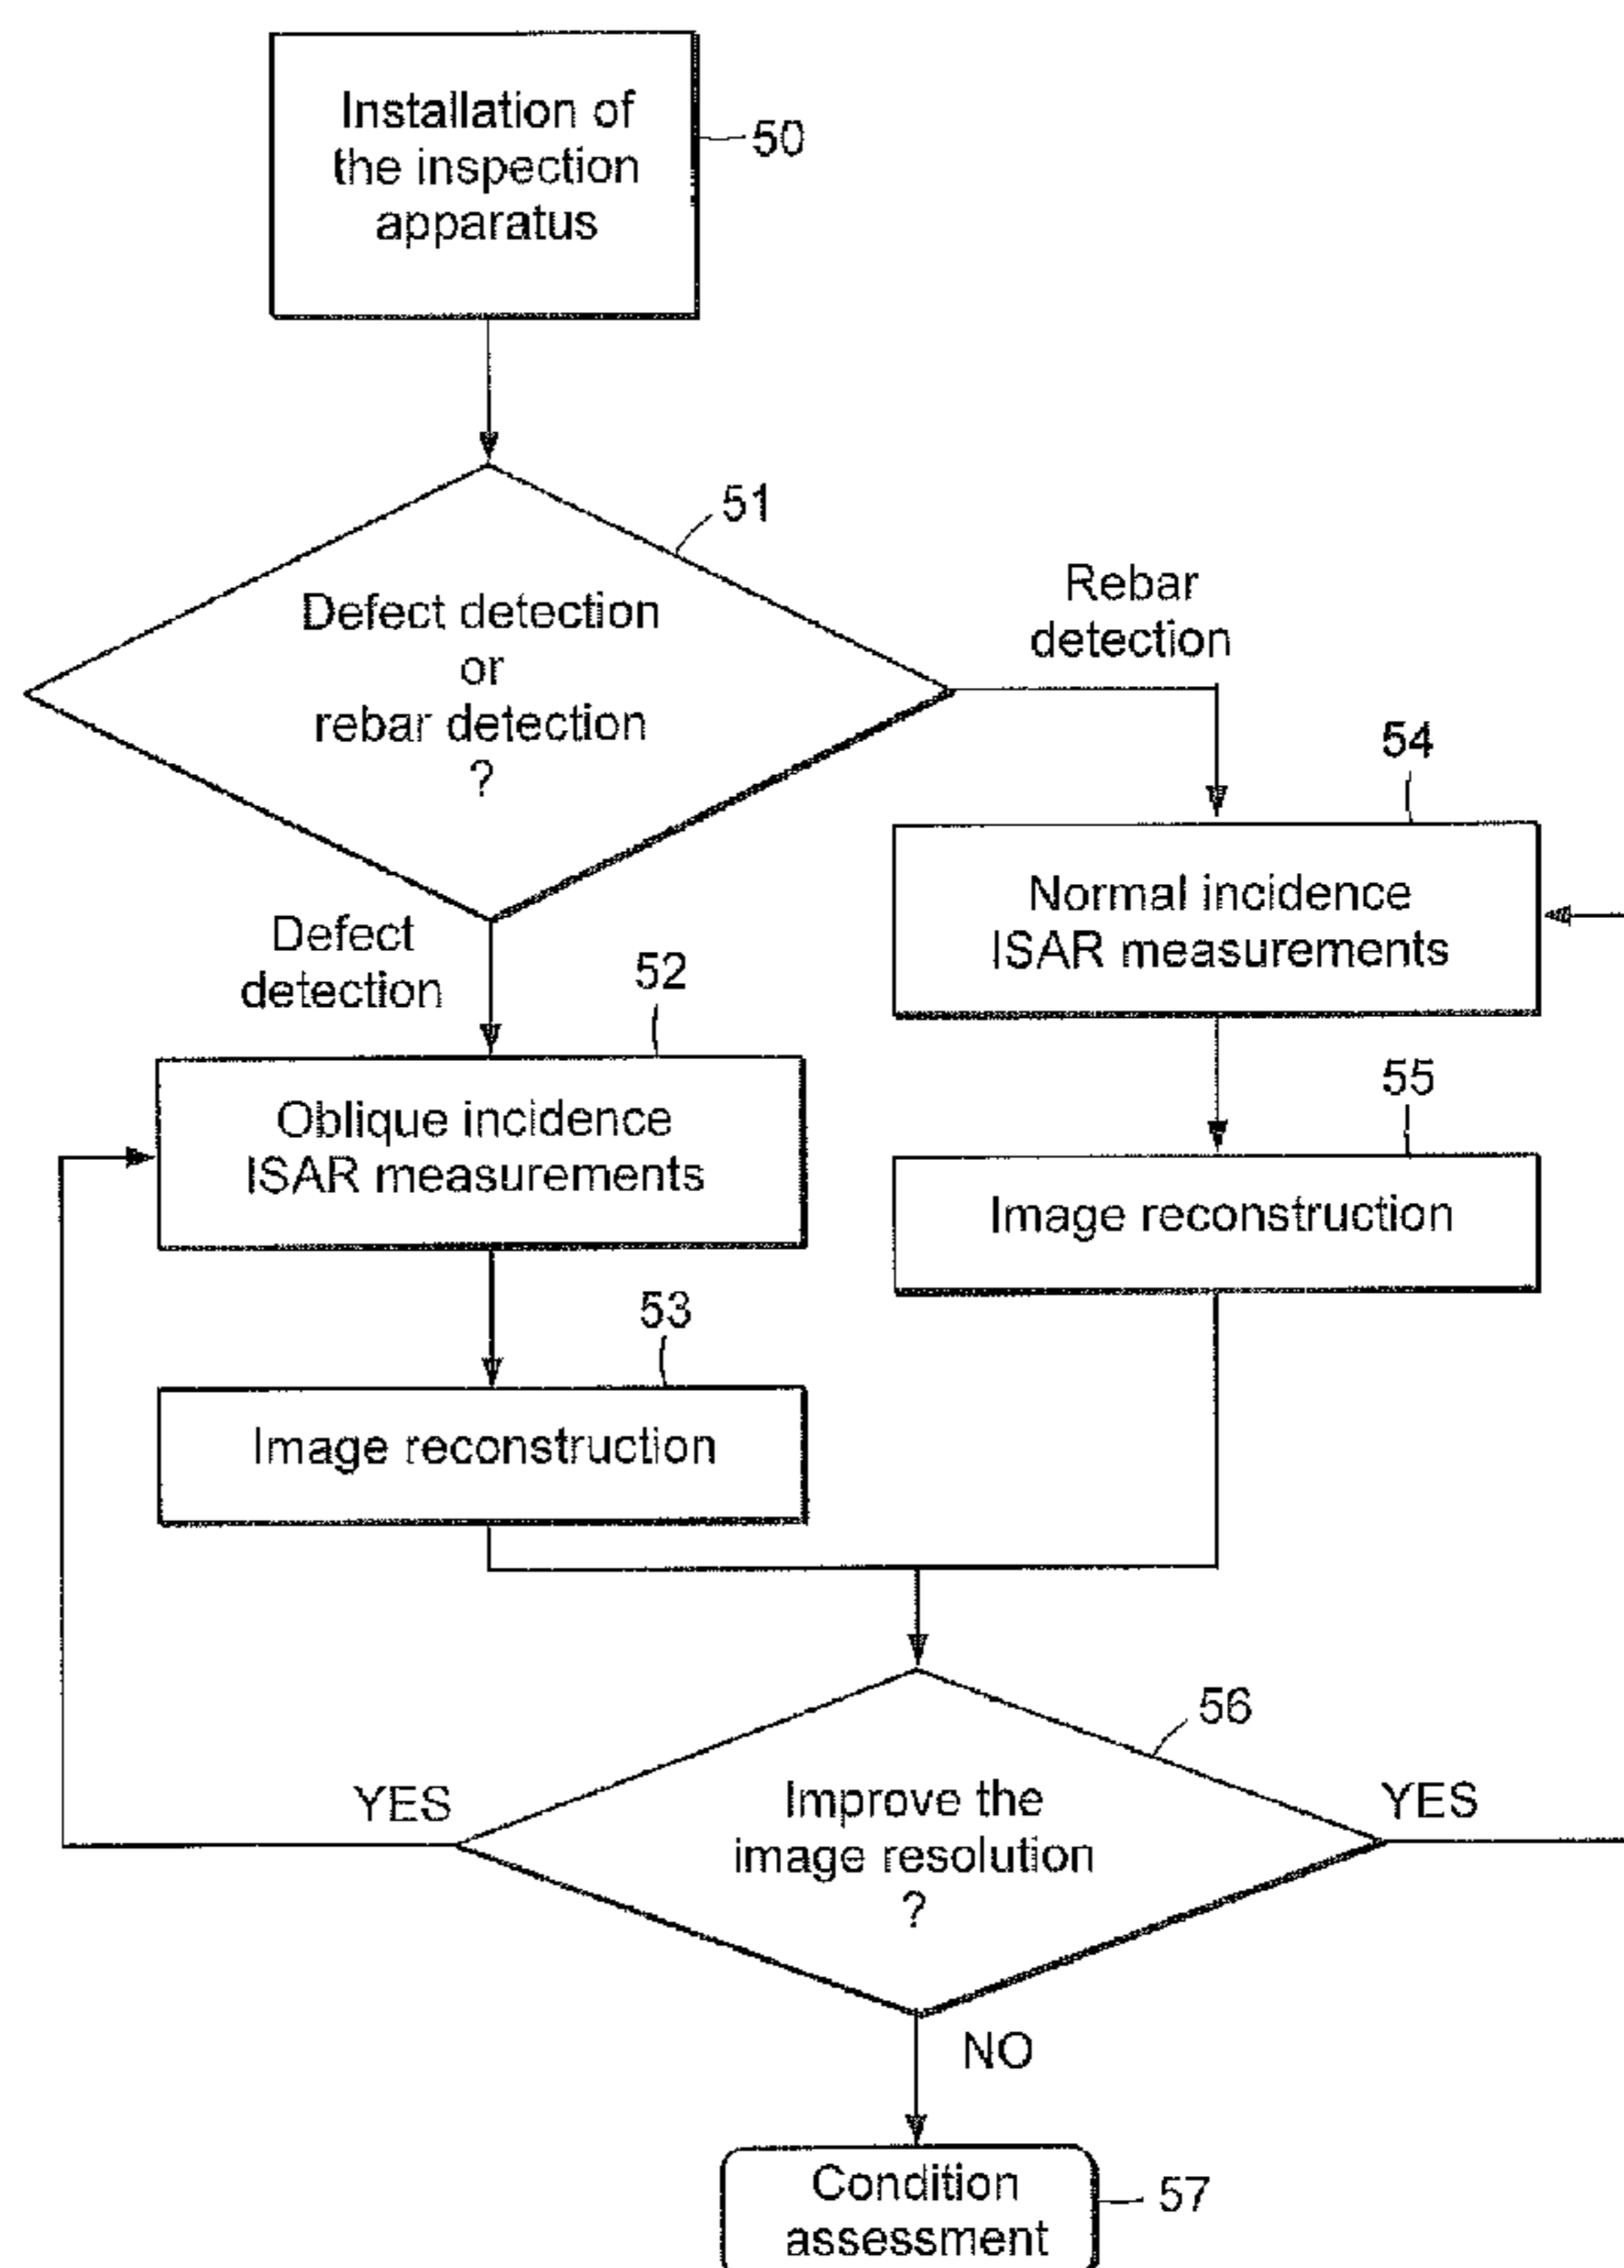 Installation of
the inspection
apparatus
50
51
Defect detection
or
rebar detection
?
Rebar
detection
54
Normal incidence
ISAR measurements
Defect
detection
52
Oblique incidence
ISAR measurements
55
Image reconstruction
53
Image reconstruction
56
YES
Improve the
image resolution
?
YES
NO
Condition
assessment
57